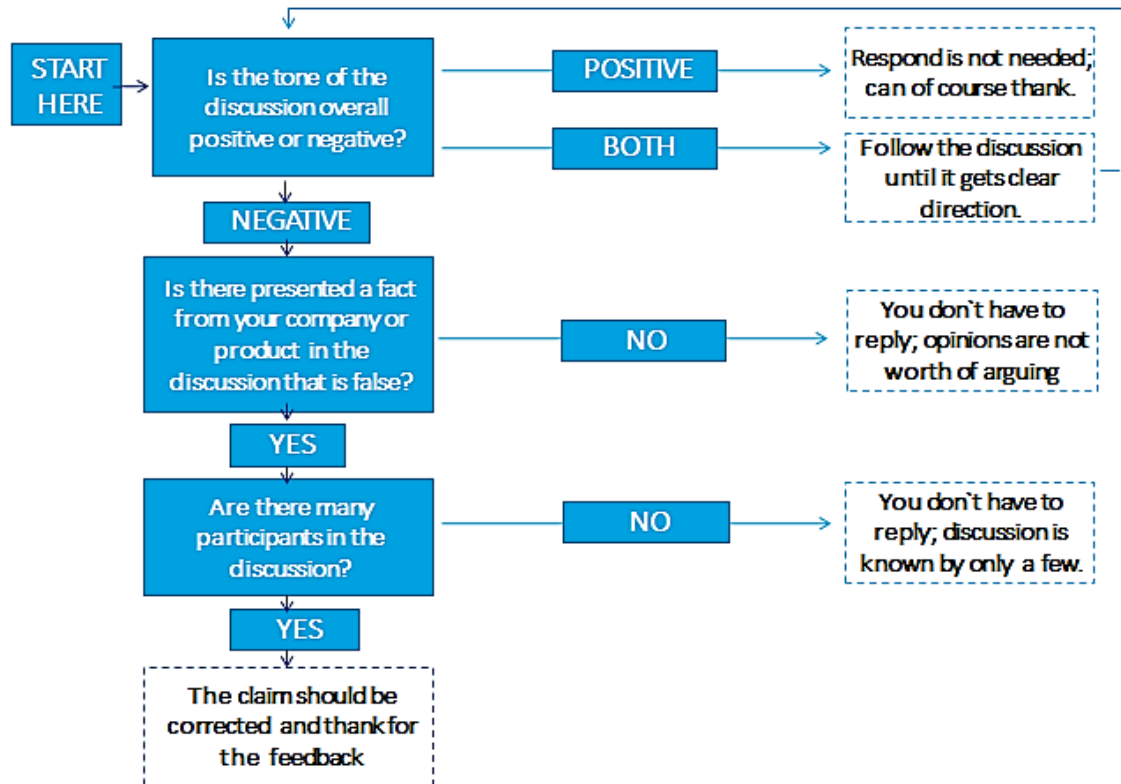 START
HERE
Is the tone of the
discussion overall
positive or negative?
POSITIVE
Respond is not needed;
can of course thank.
BOTH
Follow the discussion
until it gets clear
direction.
NEGATIVE
Is there presented a fact
from your company or
product in the
discussion that is false?
NO
You don`t have to
reply; opinions are not
worth of arguing
YES
Are there many
participants in the
discussion?
NO
You don`t have to
reply; discussion is
known by only a few.
YES
The claim should be
corrected and thank for
the feedback